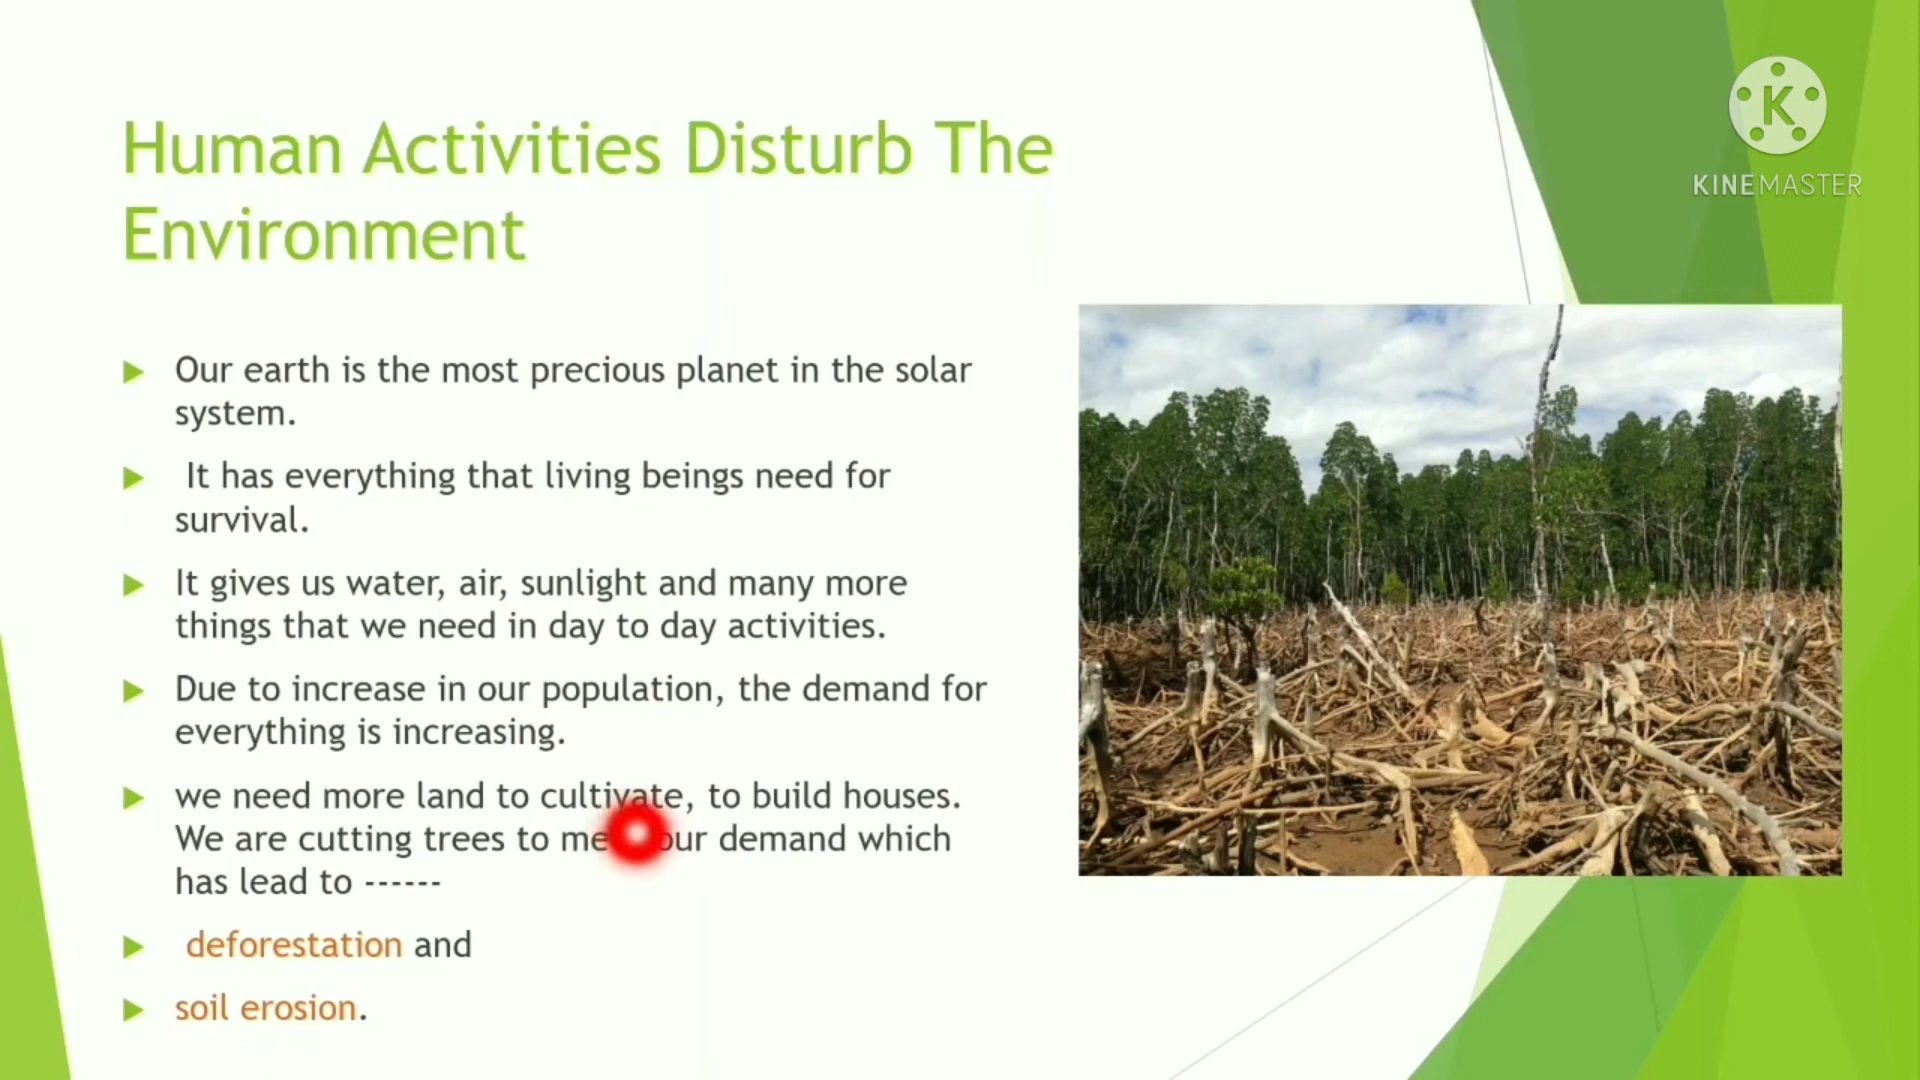 Human Activities Disturb The
Environment
Our earth is the most precious planet in the solar
system.
It has everything that living beings need for
survival.
It gives us water, air, sunlight and many more
things that we need in day to day activities.
Due to increase in our population, the demand for
everything is increasing.
we need more land to cultivate, to build houses.
We are cutting trees to our demand which
has lead to ------
deforestation and
soil erosion.
K
KINEMASTER